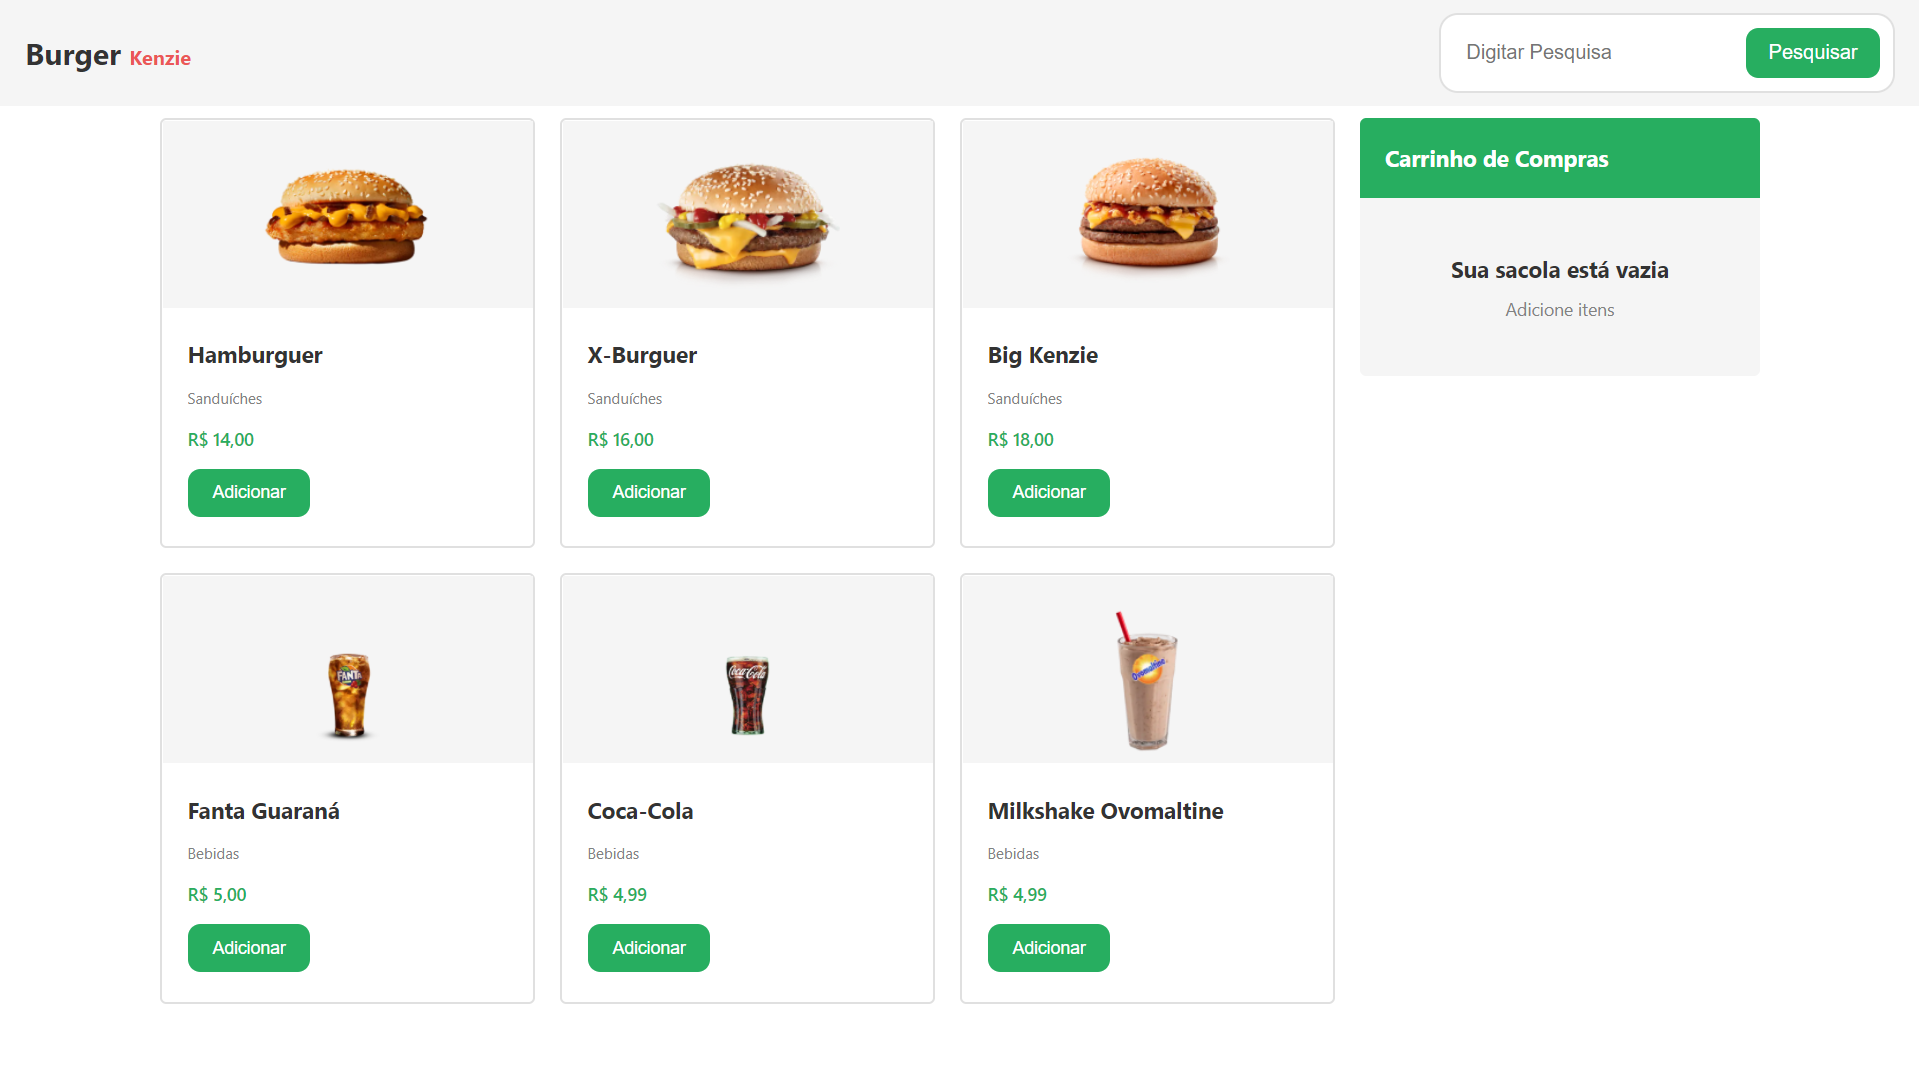 Burger Kenzie
Digitar Pesquisa
Pesquisar
Hamburguer
Sanduíches
R$ 14,00
Adicionar
X-Burguer
Sanduíches
R$ 16,00
Adicionar
Big Kenzie
Sanduíches
R$ 18,00
Adicionar
Carrinho de Compras
Sua sacola está vazia
Adicione itens
FANTA
Fanta Guaraná
Bebidas
R$ 5,00
Adicionar
Coca-Cola
Coca-Cola
Bebidas
R$ 4,99
Adicionar
Ovomaltine
Milkshake Ovomaltine
Bebidas
R$ 4,99
Adicionar